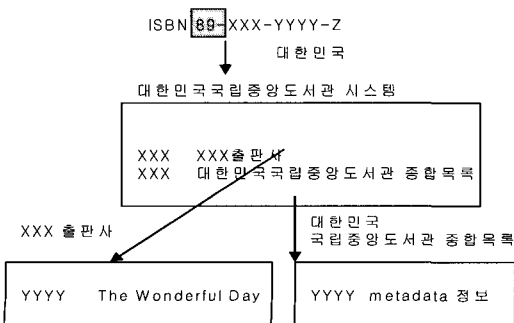 ISBN 89-XXX-YYYY-Z
대한민국
대한민국국립중앙도서관 시스템
XXX XXX출판사
XXX 대한민국국립중앙도서관 종합목록
XXX 출판사
대한민국
국립중앙도서관 종합목록
YYYY The Wonderful Day
YYYY metadata 정보